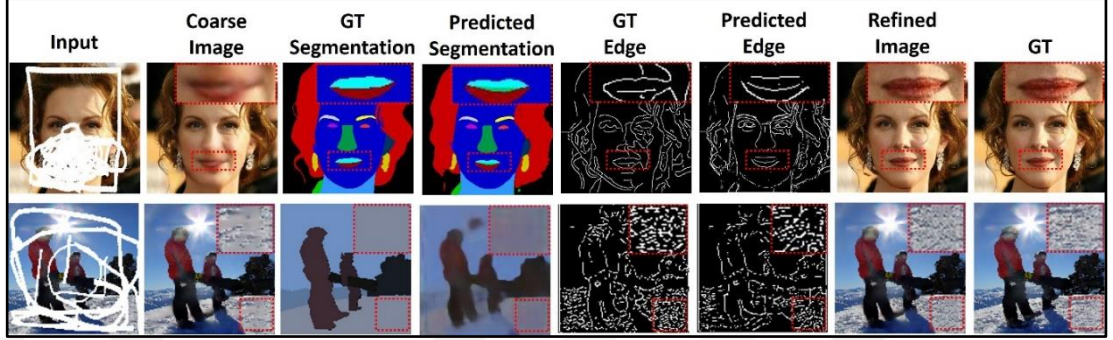 Input
Coarse
Image
GT
Segmentation
Predicted
Segmentation
GT
Edge
Predicted
Edge
Refined
Image
GT